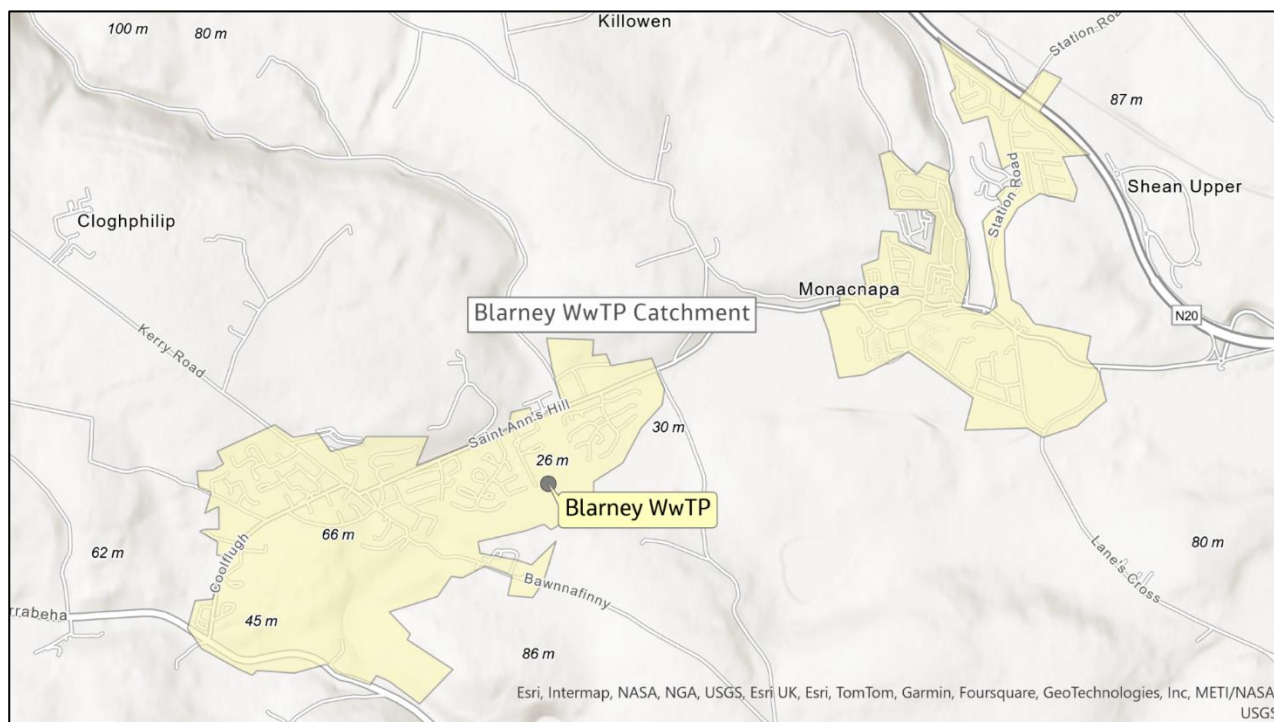 Killowen
100 m
80 m
Station Road
87 m
Station Road
Shean Upper
Cloghphilip
Monacnapa
Blarney WwTP Catchment
N20
Kerry Road
Saint Ann's Hill
30 m
26 m
Blarney WwTP
66 m
62 m
Coolflugh
80 m
Lane's Cross
Bawnnafinny
rrabeha
45 m
86 m
Esri, Intermap, NASA, NGA, USGS, Esri UK, Esri, TomTom, Garmin, Foursquare, GeoTechnologies, Inc, METI/NASA
USGS